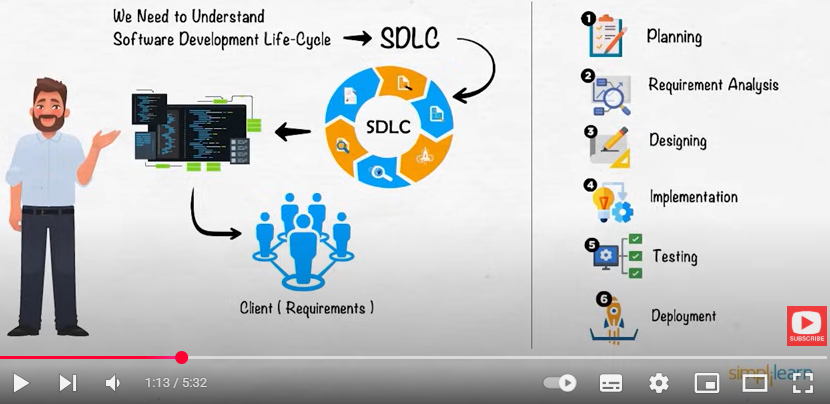 We Need to Understand
Software Development Life-Cycle → SDLC
SDLC
Client ( Requirements )
1 Planning
2 Requirement Analysis
3 Designing
4 Implementation
5 Testing
6 Deployment
SUBSCRIBE
simplilearn
1:13 / 5:32